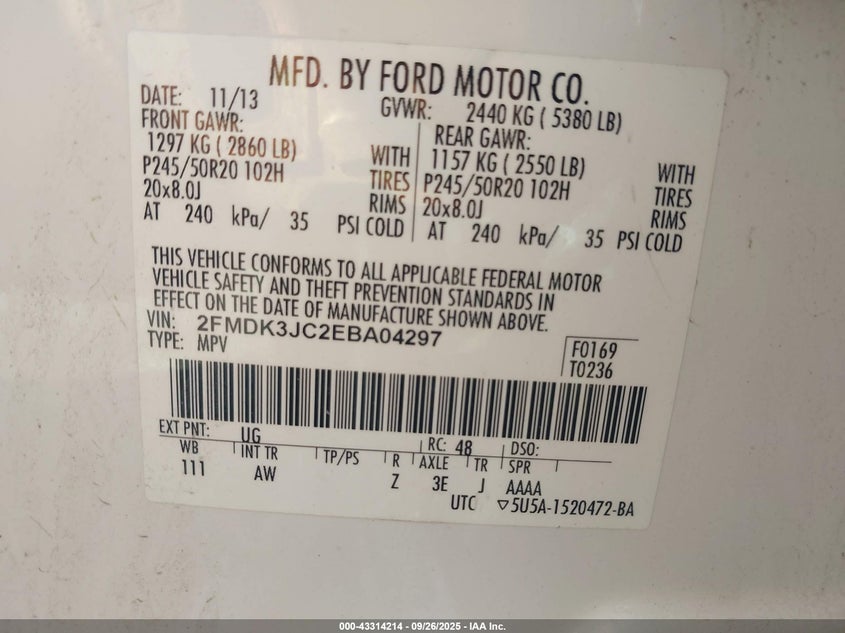 MFD. BY FORD MOTOR CO.
DATE: 11/13 GVWR: 2440 KG ( 5380 LB)
FRONT GAWR: REAR GAWR:
1297 KG ( 2860 LB) WITH 1157 KG ( 2550 LB) WITH
P245/50R20 102H TIRES P245/50R20 102H TIRES
20x8.0J RIMS 20x8.0J RIMS
AT 240 kPa/ 35 PSI COLD AT 240 kPa/ 35 PSI COLD
THIS VEHICLE CONFORMS TO ALL APPLICABLE FEDERAL MOTOR
VEHICLE SAFETY AND THEFT PREVENTION STANDARDS IN
EFFECT ON THE DATE OF MANUFACTURE SHOWN ABOVE.
VIN: 2FMDK3JC2EBA04297
TYPE: MPV
F0169
T0236
EXT PNT: UG RC: 48 DSO:
WB INT TR TP/PS R AXLE TR SPR
111 AW Z 3E J AAAA
UTC ▽5U5A-1520472-BA
000-43314214 - 09/26/2025 - IAA Inc.